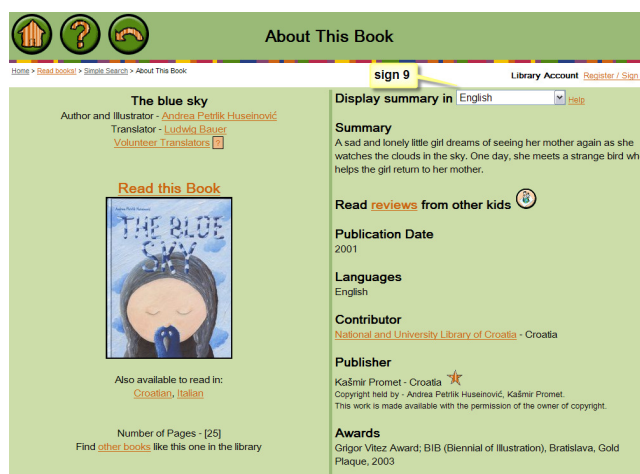 About This Book
Home > Read books! > Simple Search > About This Book
sign 9
Library Account Register / Sign
The blue sky
Author and Illustrator - Andrea Petrlik Huseinović
Translator - Ludwig Bauer
Volunteer Translators ?
Read this Book
THE BLUE
SKY
Also available to read in:
Croatian, Italian
Number of Pages - [25]
Find other books like this one in the library
Display summary in English Help
Summary
A sad and lonely little girl dreams of seeing her mother again as she
watches the clouds in the sky. One day, she meets a strange bird wh
helps the girl return to her mother.
Read reviews from other kids
Publication Date
2001
Languages
English
Contributor
National and University Library of Croatia - Croatia
Publisher
Kašmir Promet - Croatia
Copyright held by - Andrea Petrlik Huseinović, Kašmir Promet.
This work is made available with the permission of the owner of copyright.
Awards
Grigor Vitez Award; BIB (Biennial of Illustration), Bratislava, Gold
Plaque, 2003